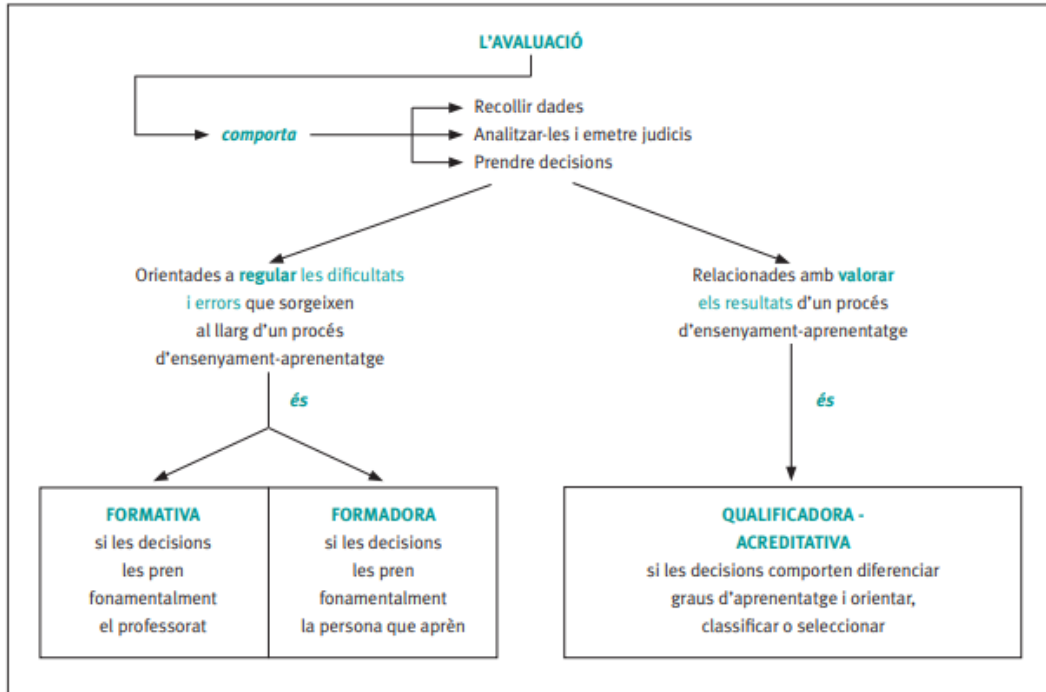 L'AVALUACIÓ
comporta
Recollir dades
Analitzar-les i emetre judicis
Prendre decisions
Orientades a regular les dificultats
i errors que sorgeixen
al llarg d'un procés
d'ensenyament-aprenentatge
Relacionades amb valorar
els resultats d'un procés
d'ensenyament-aprenentatge
és
és
FORMATIVA
si les decisions
les pren
fonamentalment
el professorat
FORMADORA
si les decisions
les pren
fonamentalment
la persona que aprèn
QUALIFICADORA -
ACREDITATIVA
si les decisions comporten diferenciar
graus d'aprenentatge i orientar,
classificar o seleccionar